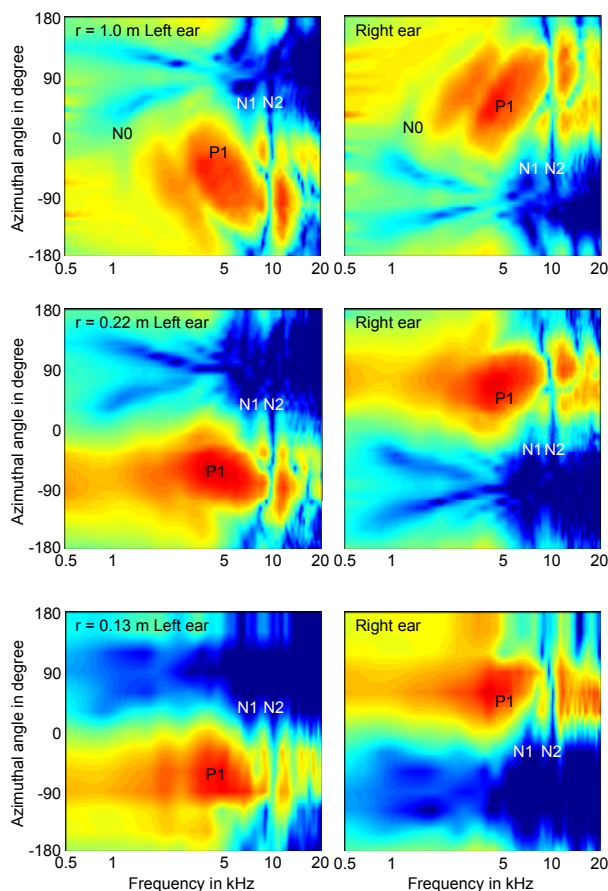 180
90
0
-90
-180
Azimuthal angle in degree
r = 1.0 m Left ear
N1 N2
N0
P1
0.5 1 5 10 20
Right ear
P1
N0
N1 N2
0.5 1 5 10 20
180
90
0
-90
-180
Azimuthal angle in degree
r = 0.22 m Left ear
N1 N2
P1
0.5 1 5 10 20
Right ear
P1
N1 N2
0.5 1 5 10 20
180
90
0
-90
-180
Azimuthal angle in degree
r = 0.13 m Left ear
N1 N2
P1
0.5 1 5 10 20
Frequency in kHz
Right ear
P1
N1 N2
0.5 1 5 10 20
Frequency in kHz